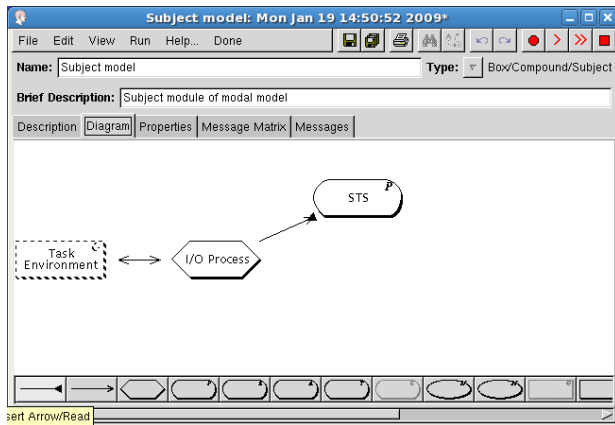 Subject model: Mon Jan 19 14:50:52 2009*
File Edit View Run Help... Done
Name: Subject model Type: Box/Compound/Subject
Brief Description: Subject module of modal model
Description Diagram Properties Message Matrix Messages
P
STS
C
Task
Environment
I/O Process
sert Arrow/Read